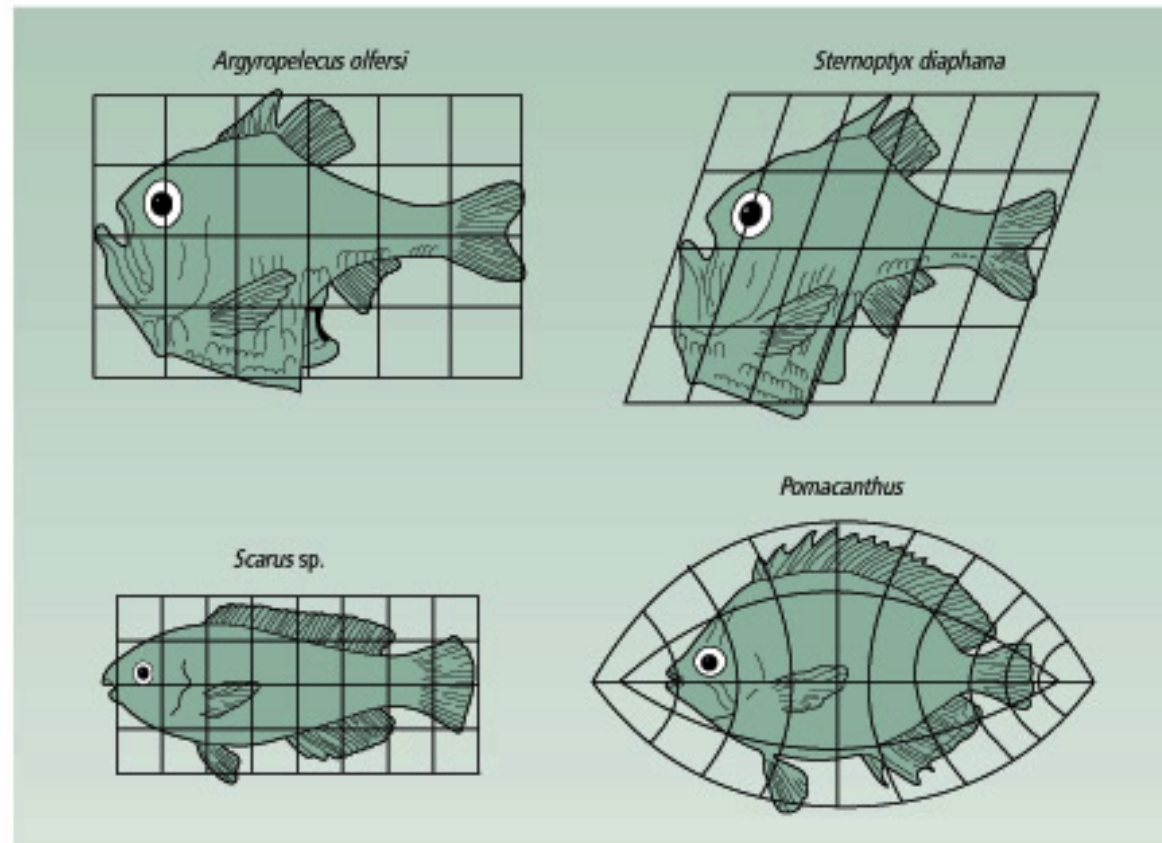 Argyropelecus olfersi
Sternoptyx diaphana
Pomacanthus
Scarus sp.